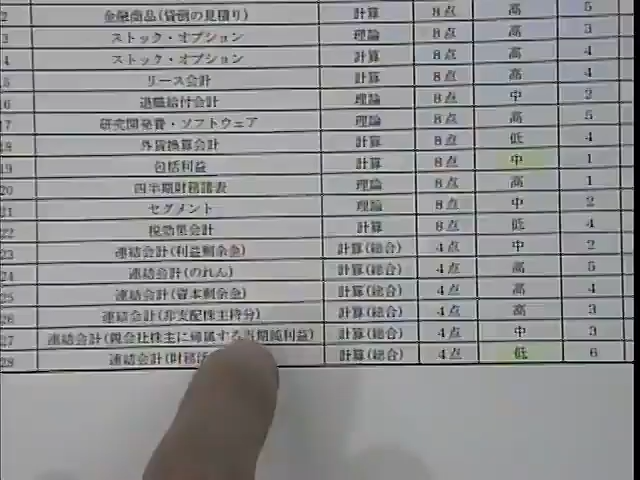 2 金融商品(貸倒の見積り) 計算 8点 高 5
3 ストック・オプション 理論 8点 高 3
4 ストック・オプション 計算 8点 高 4
5 リース会計 計算 8点 高 4
16 退職給付会計 理論 8点 中 2
17 研究開発費・ソフトウェア 理論 8点 高 5
18 外貨換算会計 計算 8点 低 4
19 包括利益 計算 8点 中 1
20 四半期財務諸表 理論 8点 高 1
21 セグメント 理論 8点 中 2
22 税効果会計 計算 8点 低 4
23 連結会計(利益剰余金) 計算(総合) 4点 中 2
24 連結会計(のれん) 計算(総合) 4点 高 5
25 連結会計(資本剰余金) 計算(総合) 4点 高 4
26 連結会計(非支配株主持分) 計算(総合) 4点 高 3
27 連結会計(親会社株主に帰属する当期純利益) 計算(総合) 4点 中 3
28 連結会計(財務活 計算(総合) 4点 低 6